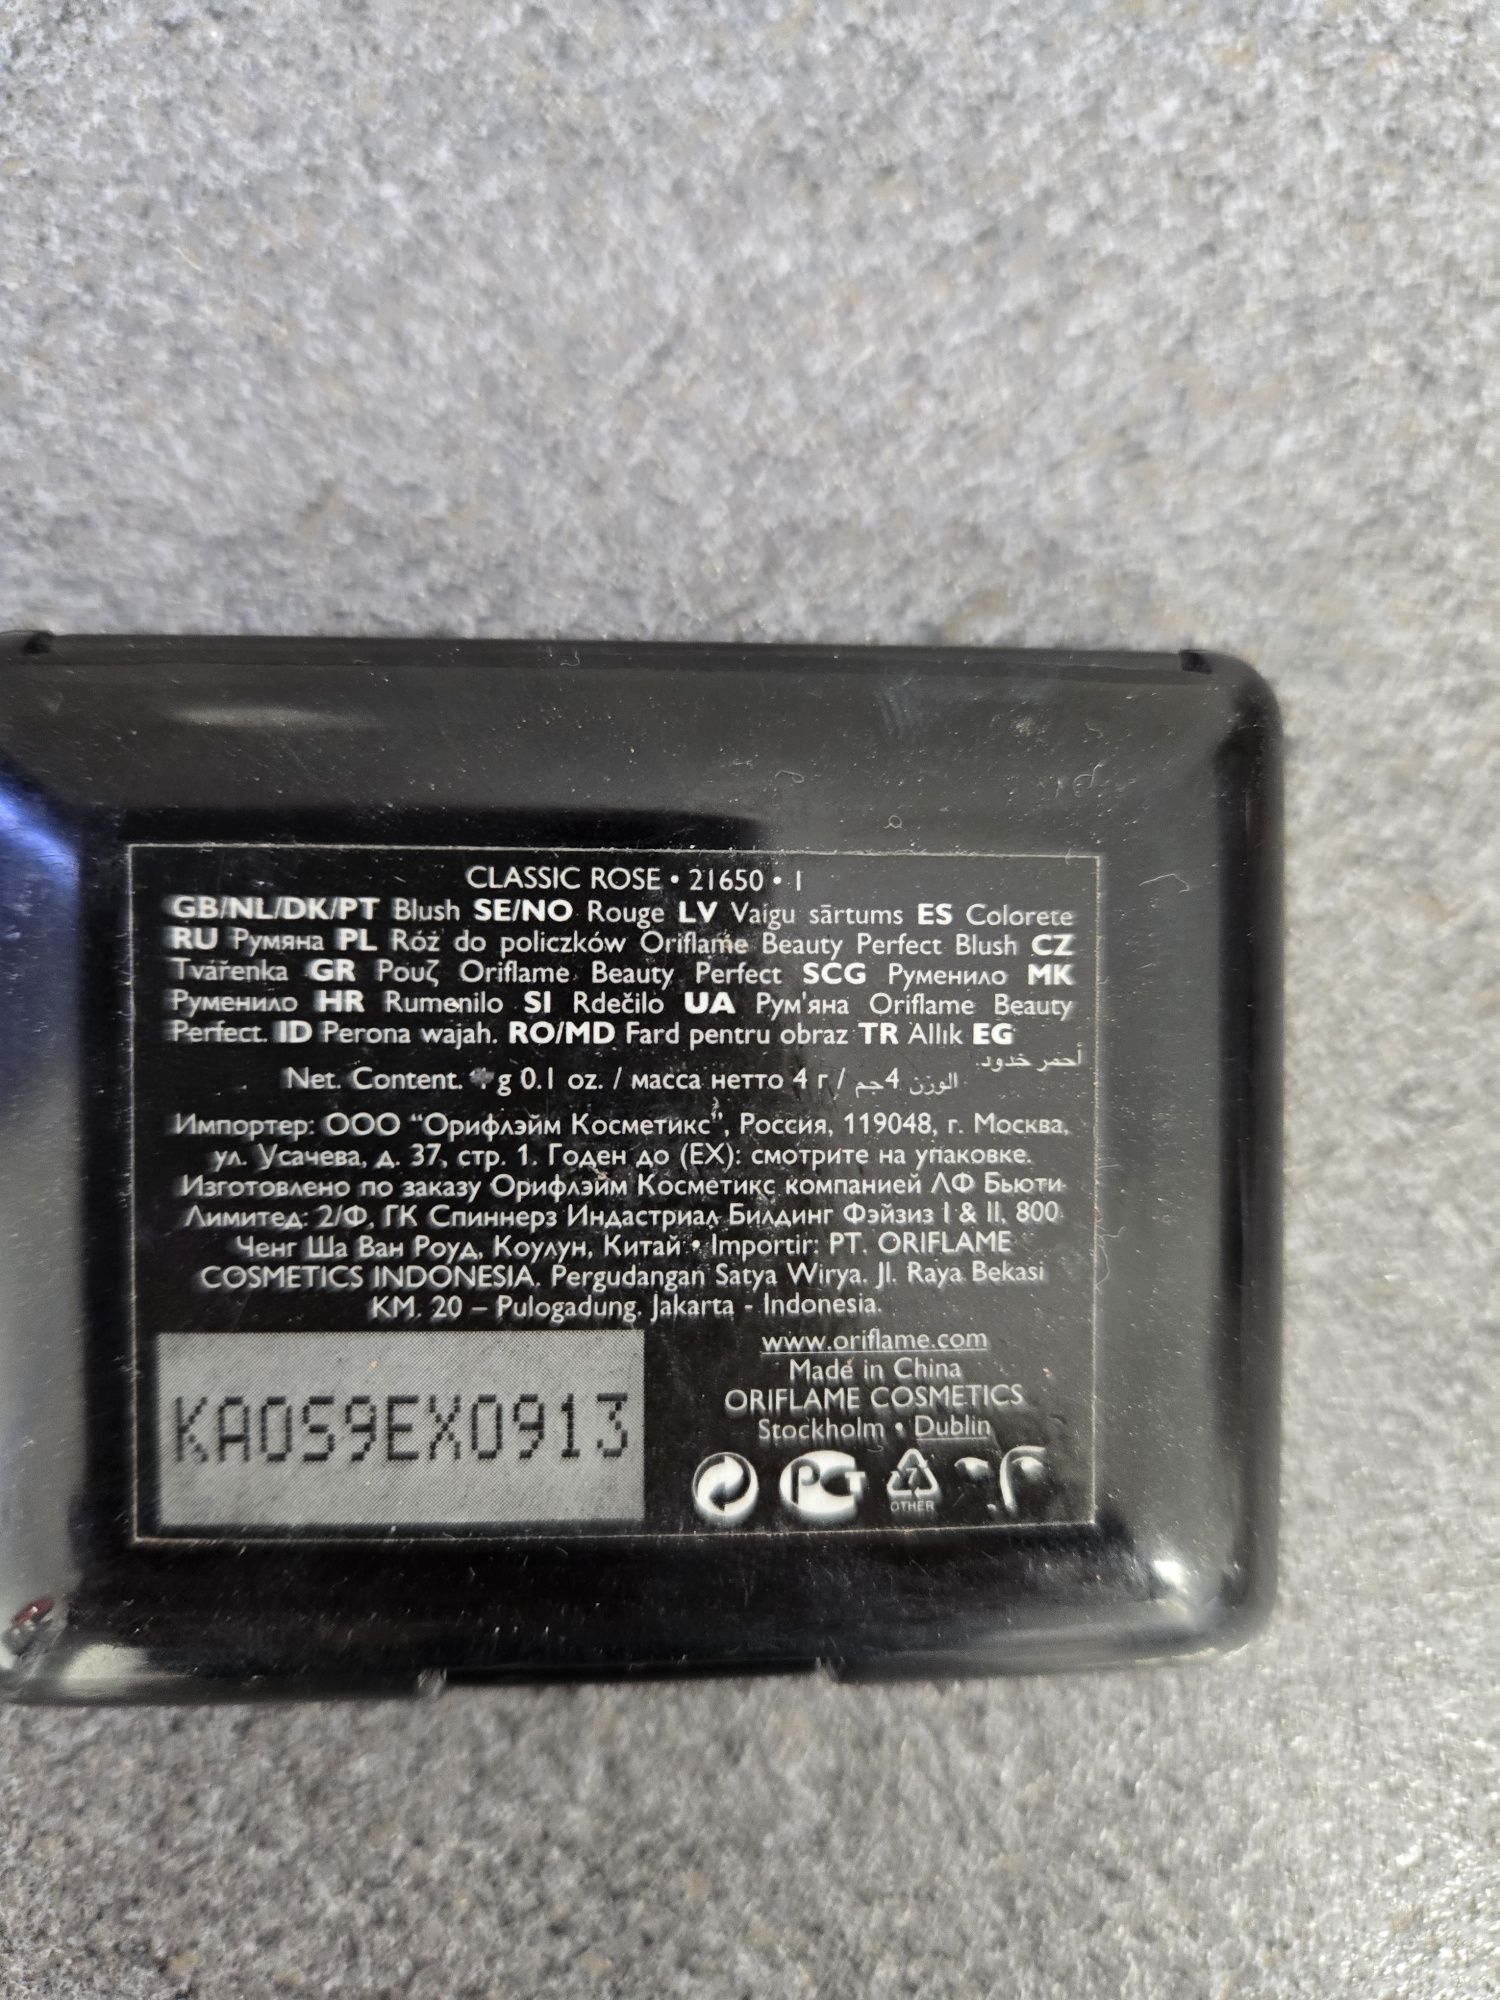 CLASSIC ROSE • 21650 • 1
GB/NL/DK/PT Blush SE/NO Rouge LV Vaigu sārtums ES Colorete
RU Румяна PL Róż do policzków Oriflame Beauty Perfect Blush CZ
Tvářenka GR Ρουζ Oriflame Beauty Perfect SCG Руменило MK
Руменило HR Rumenilo SI Rdečilo UA Рум'яна Oriflame Beauty
Perfect. ID Perona wajah. RO/MD Fard pentru obraz TR Allık EG
أحمر خدود.
Net. Content. g 0.1 oz. / масса нетто 4 г / الوزن 4جم
Импортер: ООО "Орифлэйм Косметикс", Россия, 119048, г. Москва,
ул. Усачева, д. 37, стр. 1. Годен до (EX): смотрите на упаковке.
Изготовлено по заказу Орифлэйм Косметикс компанией ЛФ Бьюти
Лимитед: 2/Ф, ГК Спиннерз Индастриал Билдинг Фэйзиз I & II, 800
Ченг Ша Ван Роуд, Коулун, Китай • Importir: PT. ORIFLAME
COSMETICS INDONESIA. Pergudangan Satya Wirya. Jl. Raya Bekasi
KM. 20 – Pulogadung. Jakarta - Indonesia.
www.oriflame.com
Made in China
ORIFLAME COSMETICS
Stockholm • Dublin
KA0S9EX0913
РСТ
7
OTHER